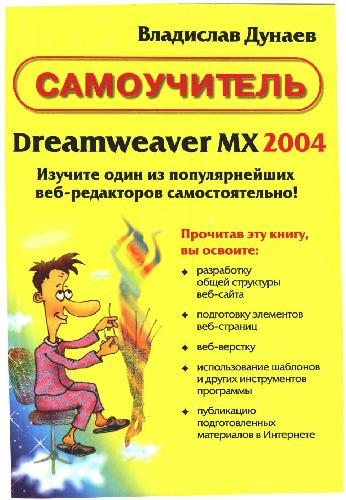 Владислав Дунаев
САМОУЧИТЕЛЬ
Dreamweaver MX 2004
Изучите один из популярнейших
веб-редакторов самостоятельно!
Прочитав эту книгу,
вы освоите:
разработку
общей структуры
веб-сайта
подготовку элементов
веб-страниц
веб-верстку
использование шаблонов
и других инструментов
программы
публикацию
подготовленных
материалов в Интернете